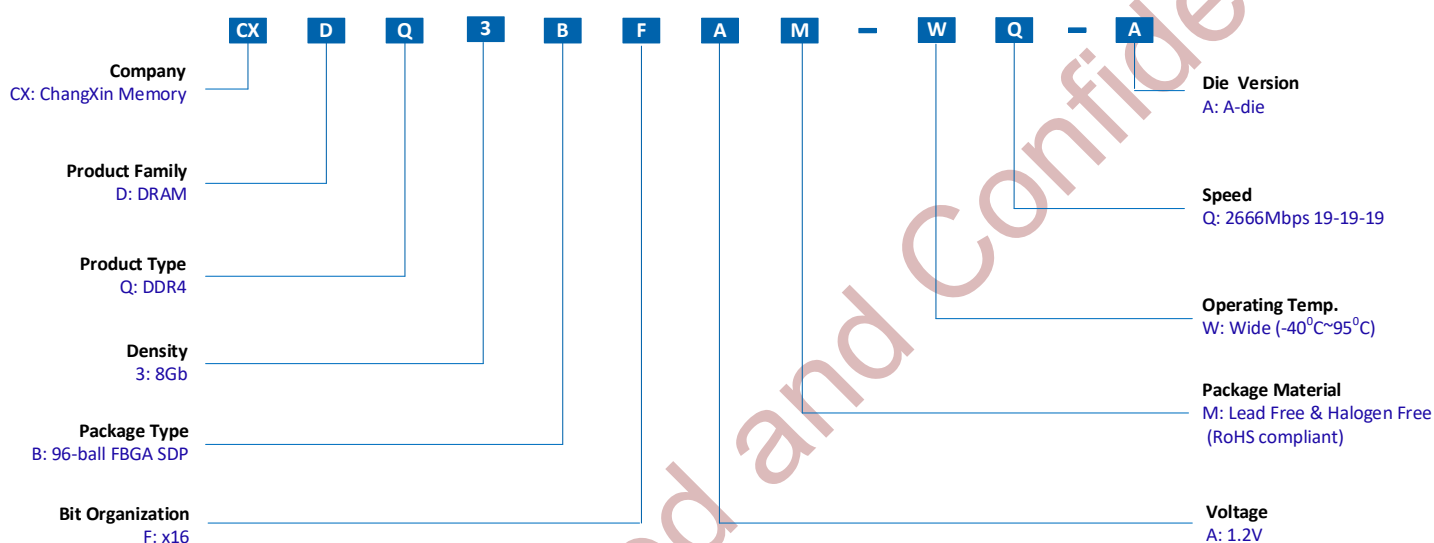 CX D Q 3 B F A M – W Q – A
Company
CX: ChangXin Memory
Product Family
D: DRAM
Product Type
Q: DDR4
Density
3: 8Gb
Package Type
B: 96-ball FBGA SDP
Bit Organization
F: x16
Die Version
A: A-die
Speed
Q: 2666Mbps 19-19-19
Operating Temp.
W: Wide (-40⁰C~95⁰C)
Package Material
M: Lead Free & Halogen Free
(RoHS compliant)
Voltage
A: 1.2V
and